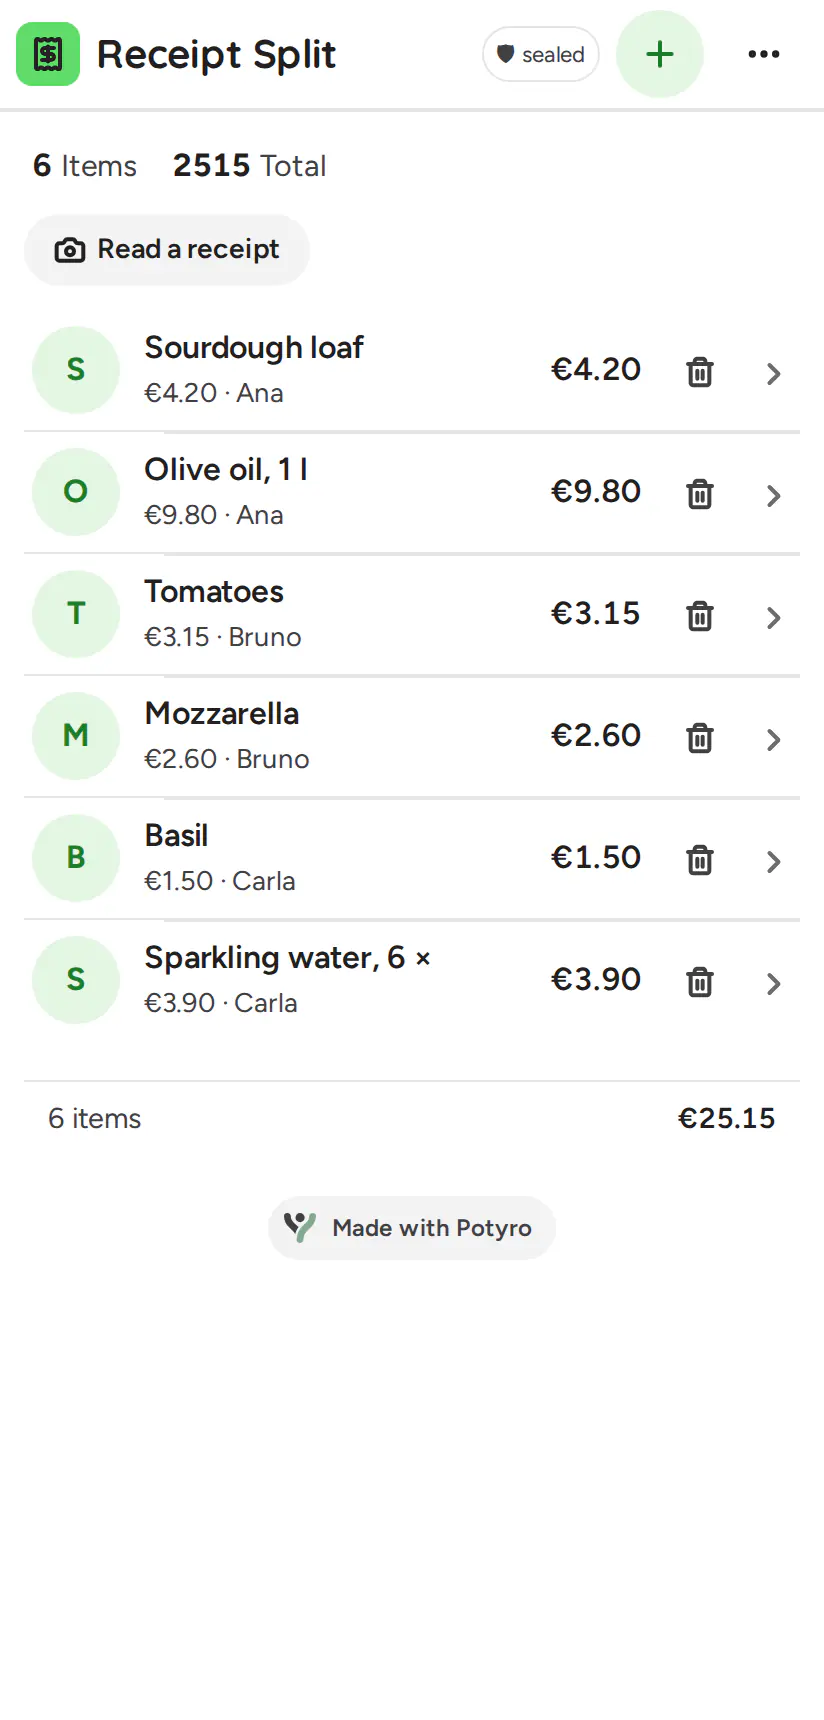 Receipt Split
sealed
6 Items 2515 Total
Read a receipt
S
Sourdough loaf
€4.20 · Ana
€4.20
O
Olive oil, 1 l
€9.80 · Ana
€9.80
T
Tomatoes
€3.15 · Bruno
€3.15
M
Mozzarella
€2.60 · Bruno
€2.60
B
Basil
€1.50 · Carla
€1.50
S
Sparkling water, 6 ×
€3.90 · Carla
€3.90
6 items €25.15
Made with Potyro